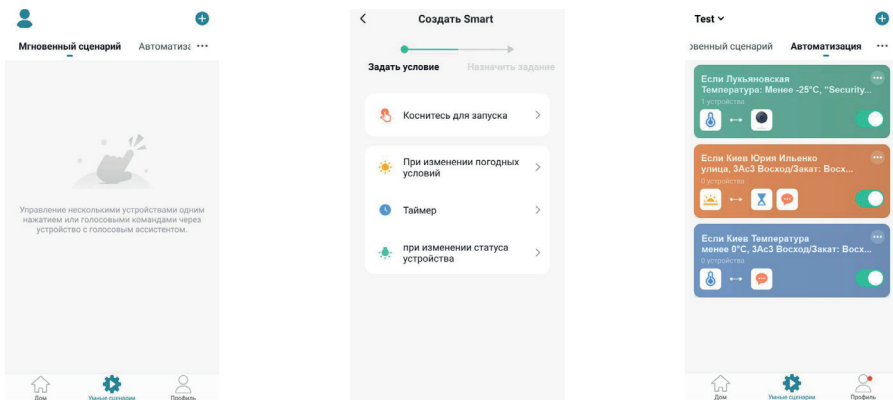 Мгновенный сценарий Автоматиза
Управление несколькими устройствами одним
нажатием или голосовыми командами через
устройство с голосовым ассистентом.
Дом Умные сценарии Профиль
Создать Smart
Задать условие Назначить задание
Коснитесь для запуска
При изменении погодных
условий
Таймер
при изменении статуса
устройства
Test
овенный сценарий Автоматизация
Если Лукьяновская
Температура: Менее -25°C, "Security...
1 устройства
Если Киев Юрия Ильенко
улица, 3Ас3 Восход/Закат: Восх...
0 устройства
Если Киев Температура
менее 0°C, 3Ас3 Восход/Закат: Восх...
0 устройства
Дом Умные сценарии Профиль